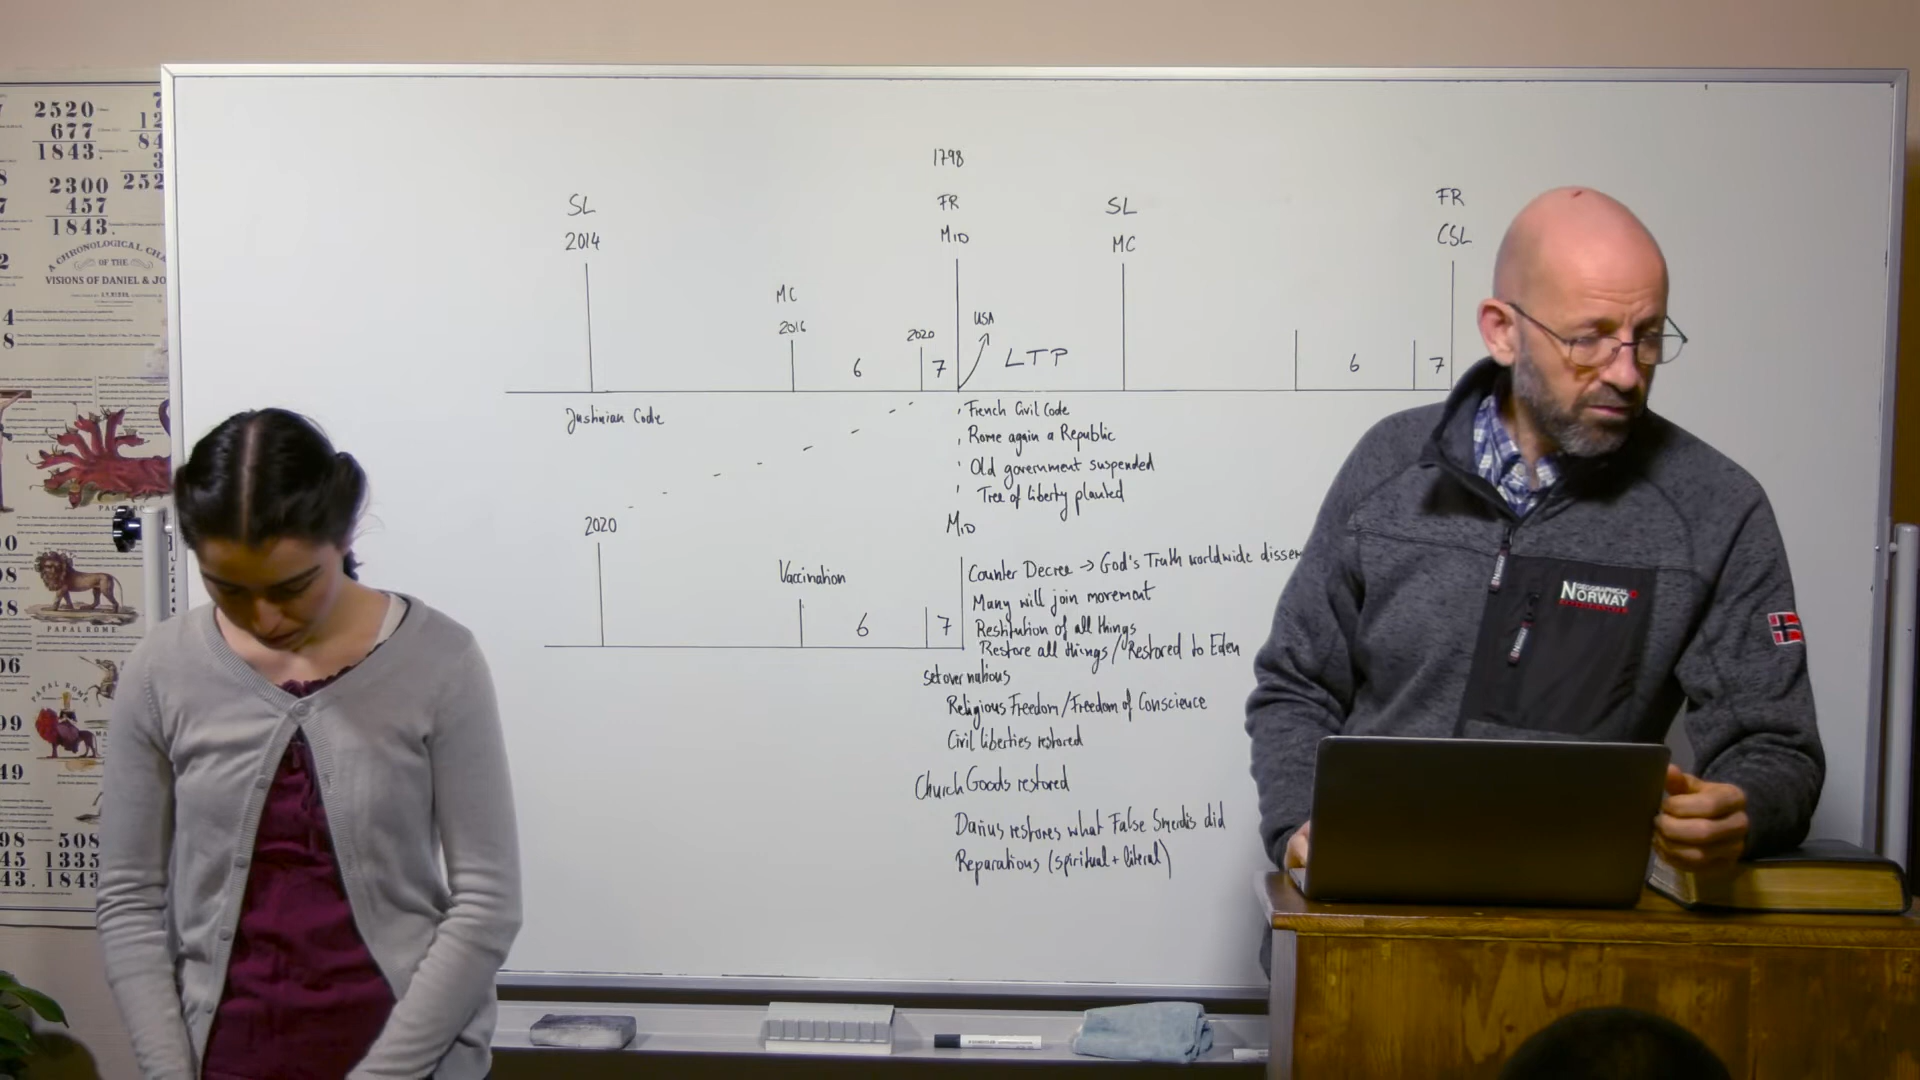 2520
677
1843.
2300
457
1843.
252
A CHRONOLOGICAL CHA
OF THE
VISIONS OF DANIEL & JO
PAPAL ROME.
PAPAL ROME
508
1335
1843
1798
SL
2014
FR
MID
SL
MC
FR
CSL
MC
2016
6
2020
7
USA
LTP
6
7
Justinian Code
French Civil Code
Rome again a Republic
Old government suspended
Tree of liberty planted
2020
Vaccination
6
7
MID
Counter Decree → God's Truth worldwide dissem
Many will join movement
Restitution of all things
Restore all things / Restored to Eden
set over nations
Religious Freedom / Freedom of Conscience
Civil liberties restored
Church Goods restored
Darius restores what False Smerdis did
Reparations (spiritual + literal)
GEOGRAPHICAL
NORWAY